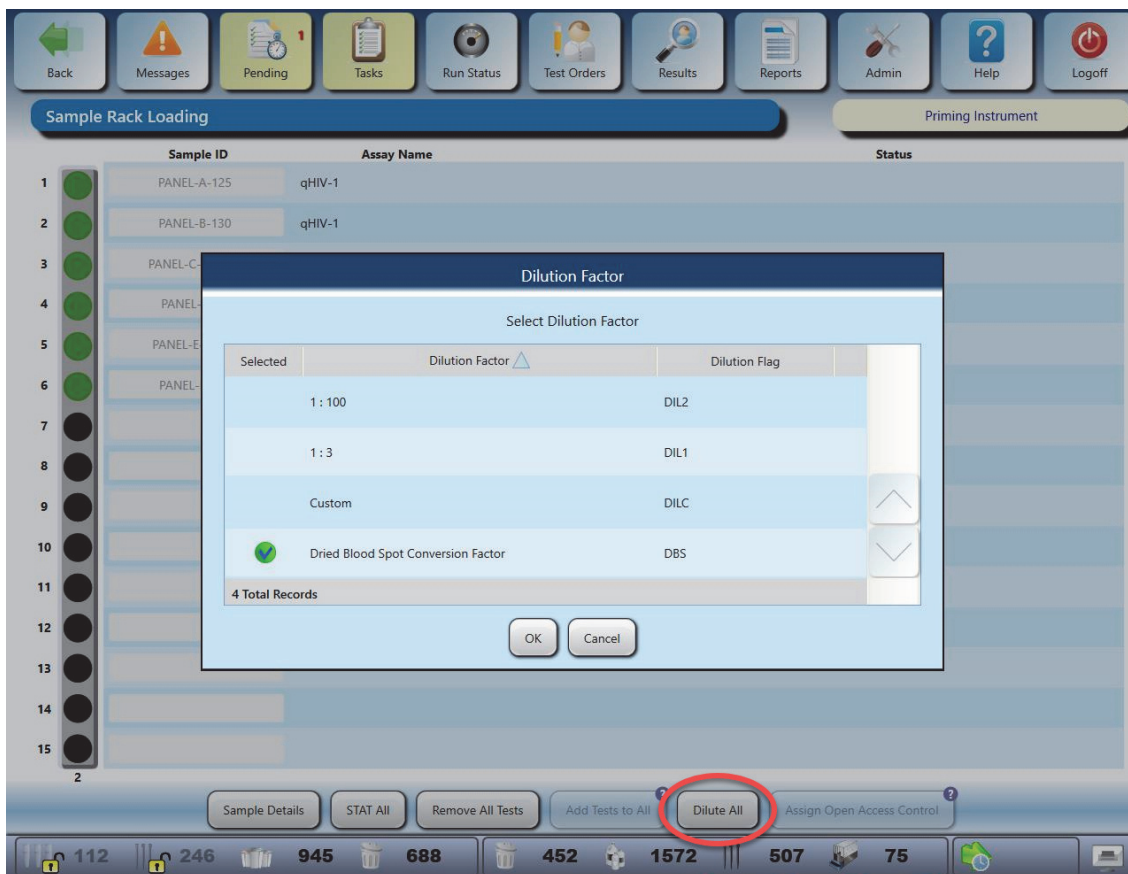 Back
Messages
Pending
1
Tasks
Run Status
Test Orders
Results
Reports
Admin
Help
Logoff
Sample Rack Loading
Priming Instrument
Sample ID Assay Name Status
1 PANEL-A-125 qHIV-1
2 PANEL-B-130 qHIV-1
3 PANEL-C-
4 PANEL-
5 PANEL-E-
6 PANEL-
7
8
9
10
11
12
13
14
15
2
Dilution Factor
Select Dilution Factor
Selected Dilution Factor Dilution Flag
1 : 100 DIL2
1 : 3 DIL1
Custom DILC
Dried Blood Spot Conversion Factor DBS
4 Total Records
OK Cancel
Sample Details STAT All Remove All Tests Add Tests to All ? Dilute All Assign Open Access Control ?
112 246 945 688 452 1572 507 75